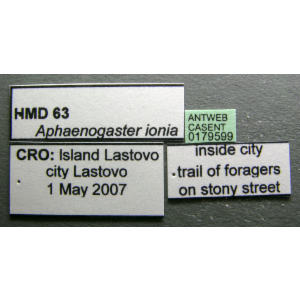 HMD 63
Aphaenogaster ionia
ANTWEB
CASENT
0179599
CRO: Island Lastovo
city Lastovo
1 May 2007
inside city
trail of foragers
on stony street